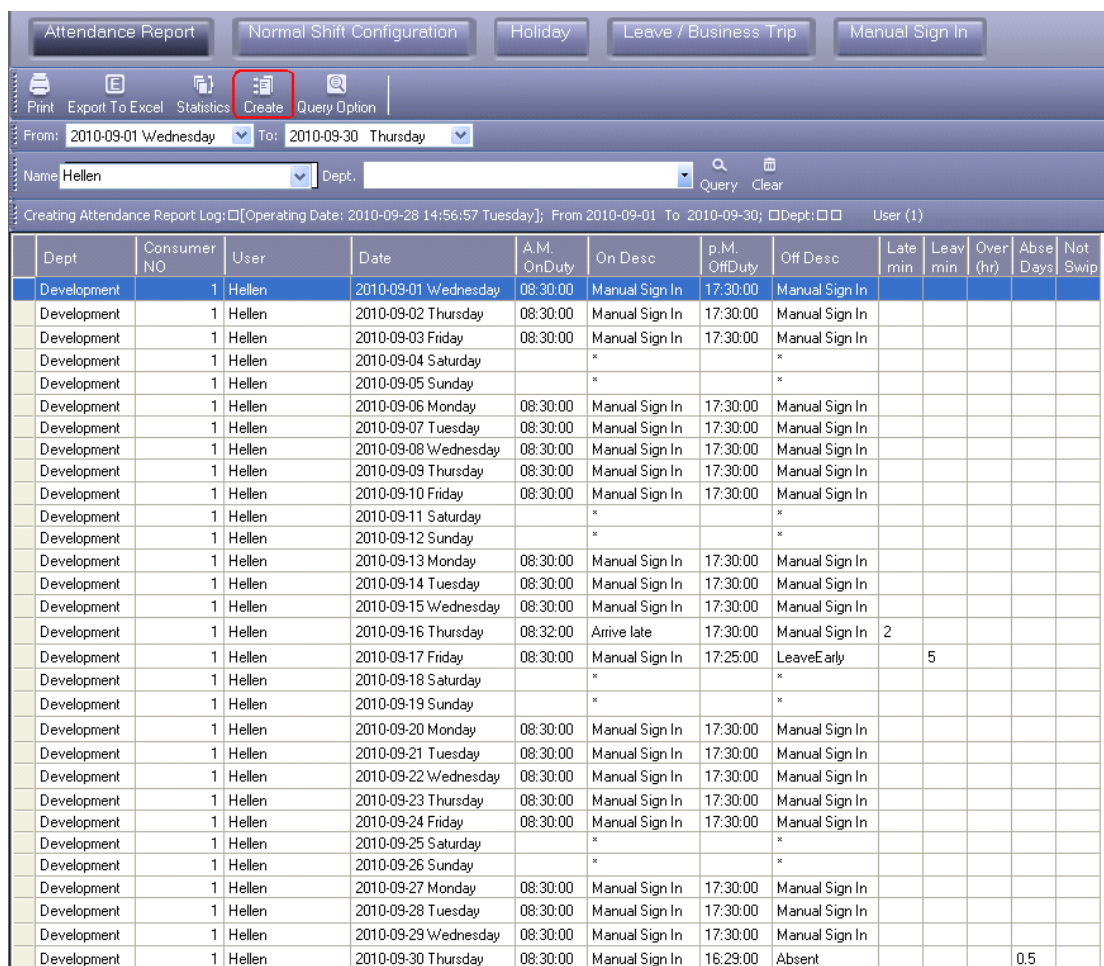 Attendance Report Normal Shift Configuration Holiday Leave / Business Trip Manual Sign In
Print Export To Excel Statistics Create Query Option
From: 2010-09-01 Wednesday To: 2010-09-30 Thursday
Name Hellen Dept. Query Clear
Creating Attendance Report Log:□[Operating Date: 2010-09-28 14:56:57 Tuesday]; From 2010-09-01 To 2010-09-30; □Dept:□□ User (1)
Dept Consumer NO User Date A.M. OnDuty On Desc p.M. OffDuty Off Desc Late min Leav min Over (hr) Abse Days Not Swip
Development 1 Hellen 2010-09-01 Wednesday 08:30:00 Manual Sign In 17:30:00 Manual Sign In
Development 1 Hellen 2010-09-02 Thursday 08:30:00 Manual Sign In 17:30:00 Manual Sign In
Development 1 Hellen 2010-09-03 Friday 08:30:00 Manual Sign In 17:30:00 Manual Sign In
Development 1 Hellen 2010-09-04 Saturday * *
Development 1 Hellen 2010-09-05 Sunday * *
Development 1 Hellen 2010-09-06 Monday 08:30:00 Manual Sign In 17:30:00 Manual Sign In
Development 1 Hellen 2010-09-07 Tuesday 08:30:00 Manual Sign In 17:30:00 Manual Sign In
Development 1 Hellen 2010-09-08 Wednesday 08:30:00 Manual Sign In 17:30:00 Manual Sign In
Development 1 Hellen 2010-09-09 Thursday 08:30:00 Manual Sign In 17:30:00 Manual Sign In
Development 1 Hellen 2010-09-10 Friday 08:30:00 Manual Sign In 17:30:00 Manual Sign In
Development 1 Hellen 2010-09-11 Saturday * *
Development 1 Hellen 2010-09-12 Sunday * *
Development 1 Hellen 2010-09-13 Monday 08:30:00 Manual Sign In 17:30:00 Manual Sign In
Development 1 Hellen 2010-09-14 Tuesday 08:30:00 Manual Sign In 17:30:00 Manual Sign In
Development 1 Hellen 2010-09-15 Wednesday 08:30:00 Manual Sign In 17:30:00 Manual Sign In
Development 1 Hellen 2010-09-16 Thursday 08:32:00 Arrive late 17:30:00 Manual Sign In 2
Development 1 Hellen 2010-09-17 Friday 08:30:00 Manual Sign In 17:25:00 LeaveEarly 5
Development 1 Hellen 2010-09-18 Saturday * *
Development 1 Hellen 2010-09-19 Sunday * *
Development 1 Hellen 2010-09-20 Monday 08:30:00 Manual Sign In 17:30:00 Manual Sign In
Development 1 Hellen 2010-09-21 Tuesday 08:30:00 Manual Sign In 17:30:00 Manual Sign In
Development 1 Hellen 2010-09-22 Wednesday 08:30:00 Manual Sign In 17:30:00 Manual Sign In
Development 1 Hellen 2010-09-23 Thursday 08:30:00 Manual Sign In 17:30:00 Manual Sign In
Development 1 Hellen 2010-09-24 Friday 08:30:00 Manual Sign In 17:30:00 Manual Sign In
Development 1 Hellen 2010-09-25 Saturday * *
Development 1 Hellen 2010-09-26 Sunday * *
Development 1 Hellen 2010-09-27 Monday 08:30:00 Manual Sign In 17:30:00 Manual Sign In
Development 1 Hellen 2010-09-28 Tuesday 08:30:00 Manual Sign In 17:30:00 Manual Sign In
Development 1 Hellen 2010-09-29 Wednesday 08:30:00 Manual Sign In 17:30:00 Manual Sign In
Development 1 Hellen 2010-09-30 Thursday 08:30:00 Manual Sign In 16:29:00 Absent 0.5